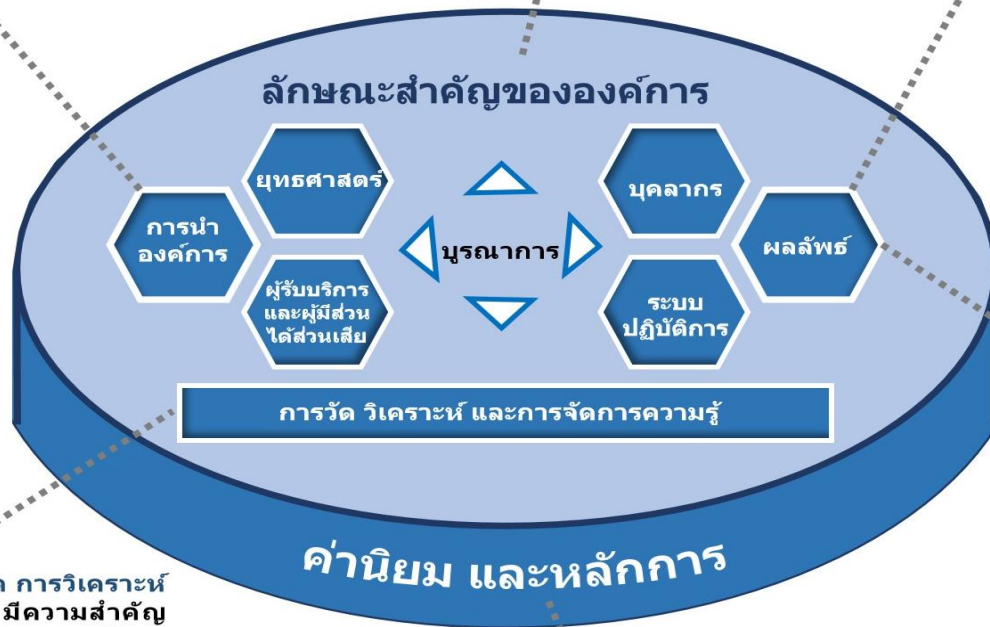 ลักษณะสำคัญขององค์การ
ยุทธศาสตร์
บุคลากร
การนำ
องค์การ
บูรณาการ
ผลลัพธ์
ผู้รับบริการ
และผู้มีส่วน
ได้ส่วนเสีย
ระบบ
ปฏิบัติการ
การวัด วิเคราะห์ และการจัดการความรู้
ค่านิยม และหลักการ
การวิเคราะห์
มีความสำคัญ